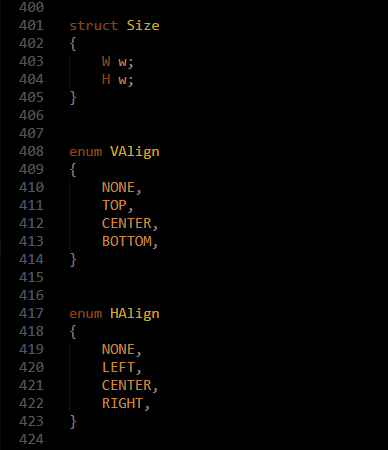 400
401 struct Size
402 {
403     W w;
404     H w;
405 }
406
407
408 enum VAlign
409 {
410     NONE,
411     TOP,
412     CENTER,
413     BOTTOM,
414 }
415
416
417 enum HAlign
418 {
419     NONE,
420     LEFT,
421     CENTER,
422     RIGHT,
423 }
424